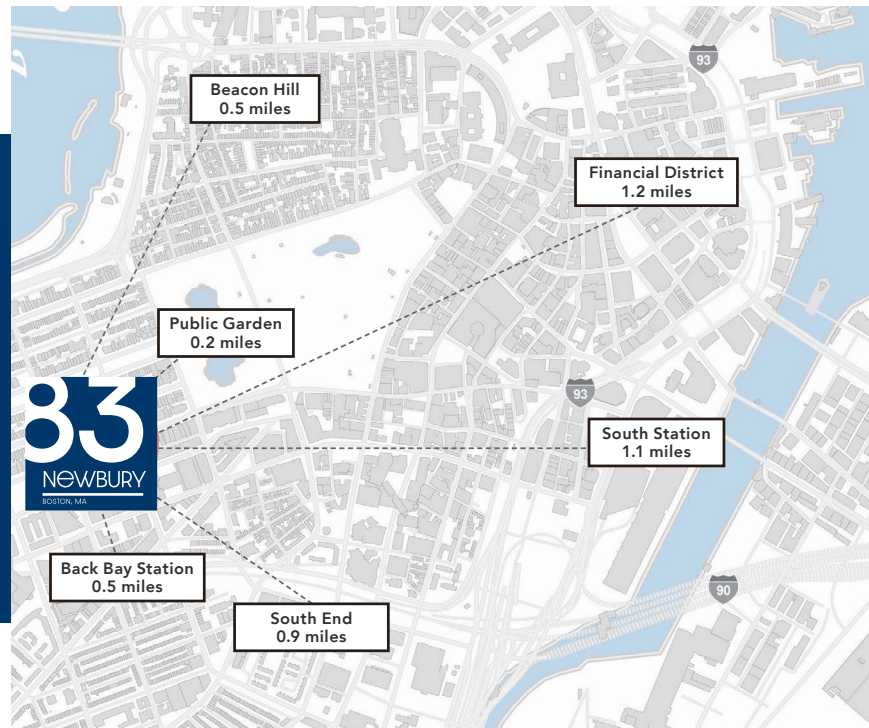 93
Beacon Hill
0.5 miles
Financial District
1.2 miles
Public Garden
0.2 miles
93
83
NEWBURY
BOSTON, MA
South Station
1.1 miles
Back Bay Station
0.5 miles
90
South End
0.9 miles